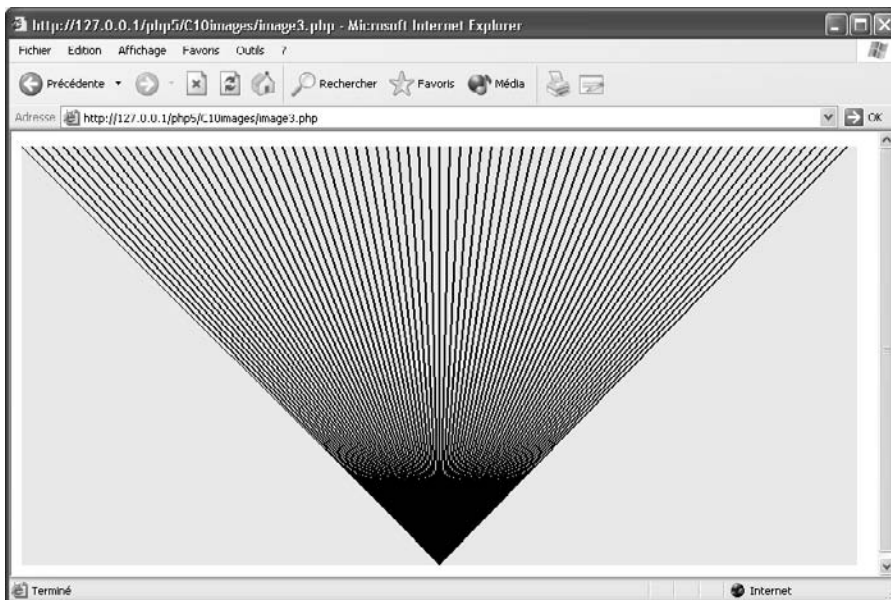 http://127.0.0.1/php5/C10images/image3.php - Microsoft Internet Explorer
Fichier Edition Affichage Favoris Outils ?
Précédente Rechercher Favoris Média
Adresse http://127.0.0.1/php5/C10images/image3.php OK
Terminé Internet